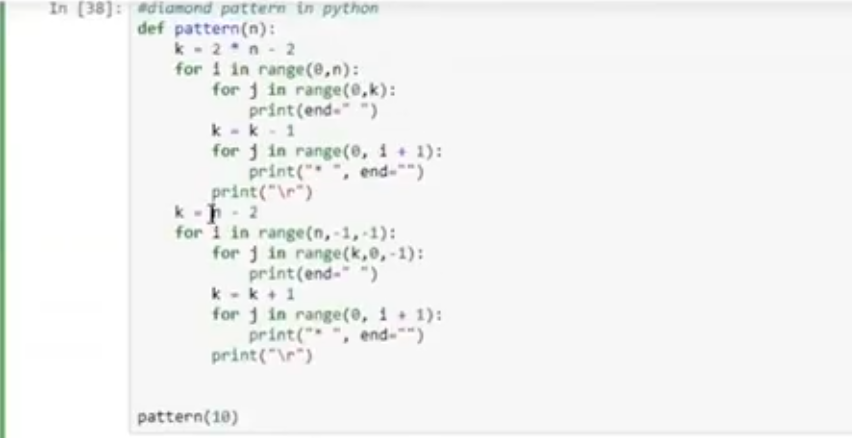 In [38]: #diamond pattern in python
def pattern(n):
    k = 2 * n - 2
    for i in range(0,n):
        for j in range(0,k):
            print(end=" ")
        k = k - 1
        for j in range(0, i + 1):
            print("* ", end="")
        print("\r")
    k = n - 2
    for i in range(n,-1,-1):
        for j in range(k,0,-1):
            print(end=" ")
        k = k + 1
        for j in range(0, i + 1):
            print("* ", end="")
        print("\r")
pattern(10)